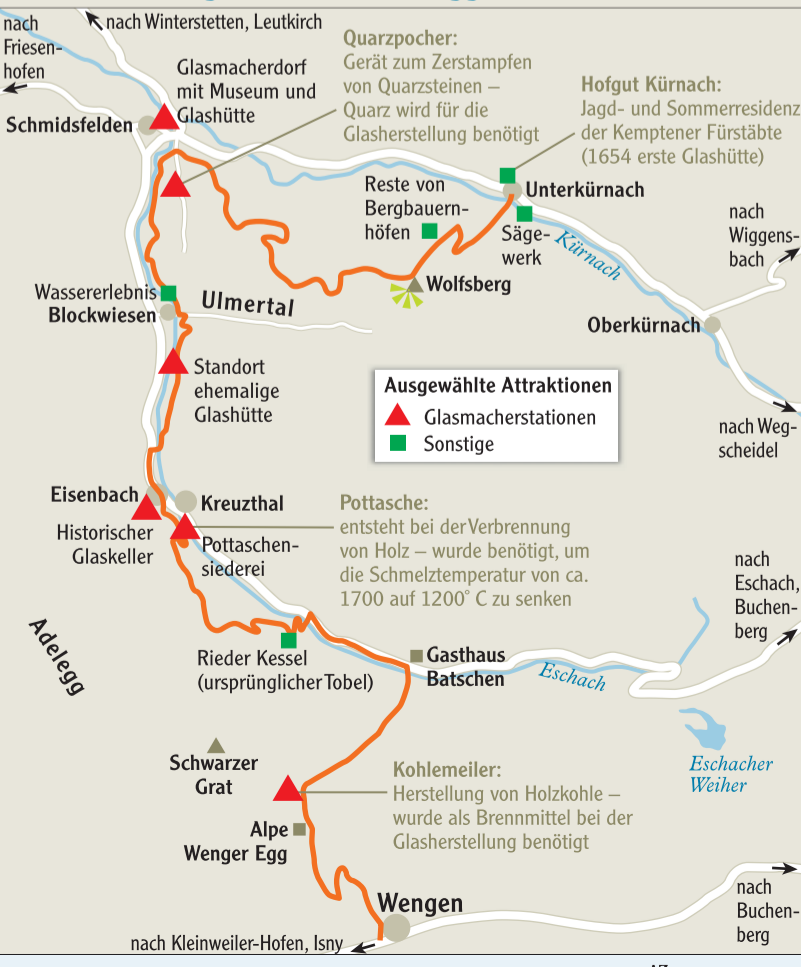 nach
Friesen-
hofen
nach Winterstetten, Leutkirch
Glasmacherdorf
mit Museum und
Glashütte
Schmidsfelden
Quarzpocher:
Gerät zum Zerstampfen
von Quarzsteinen –
Quarz wird für die
Glasherstellung benötigt
Hofgut Kürnach:
Jagd- und Sommerresidenz
der Kemptener Fürstäbte
(1654 erste Glashütte)
Reste von
Bergbauern-
höfen
Unterkürnach
Säge-
werk
Kürnach
nach
Wiggens-
bach
Wolfsberg
Wassererlebnis
Blockwiesen
Ulmertal
Oberkürnach
Standort
ehemalige
Glashütte
Ausgewählte Attraktionen
Glasmacherstationen
Sonstige
nach Weg-
scheidel
Eisenbach
Kreuzthal
Historischer
Glaskeller
Pottaschen-
siederei
Pottasche:
entsteht bei der Verbrennung
von Holz – wurde benötigt, um
die Schmelztemperatur von ca.
1700 auf 1200° C zu senken
nach
Eschach,
Buchen-
berg
Adelegg
Rieder Kessel
(ursprünglicher Tobel)
Gasthaus
Batschen
Eschach
Schwarzer
Grat
Eschacher
Weiher
Kohlemeiler:
Herstellung von Holzkohle –
wurde als Brennmittel bei der
Glasherstellung benötigt
Alpe
Wenger Egg
Wengen
nach
Buchen-
berg
nach Kleinweiler-Hofen, Isny